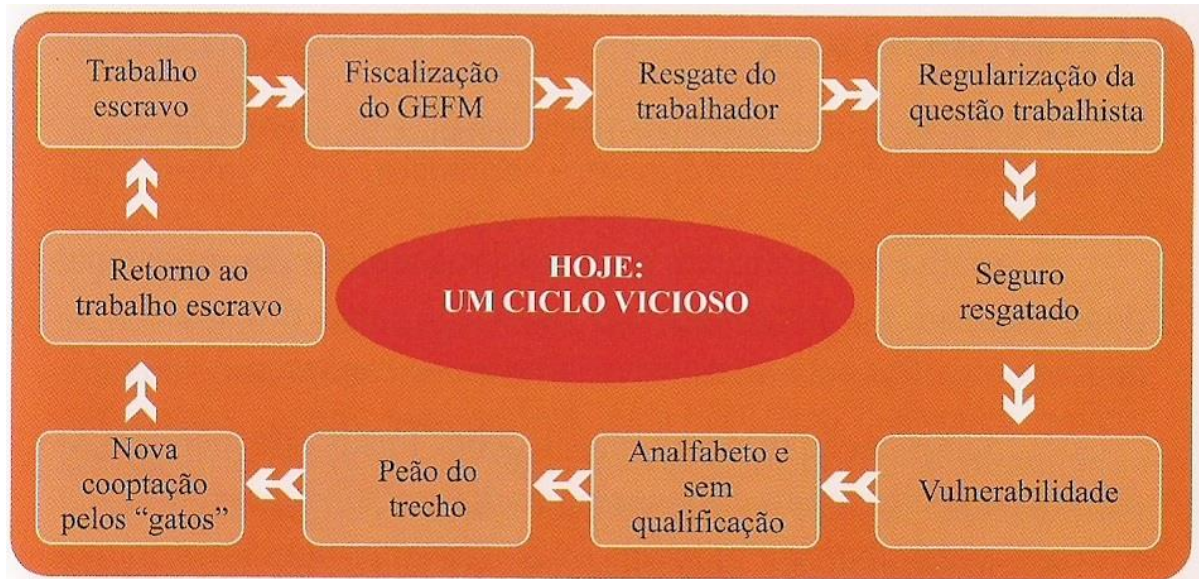 Trabalho
escravo
Fiscalização
do GEFM
Resgate do
trabalhador
Regularização da
questão trabalhista
Seguro
resgatado
Vulnerabilidade
Analfabeto e
sem
qualificação
Peão do
trecho
Nova
cooptação
pelos “gatos”
Retorno ao
trabalho escravo
HOJE:
UM CICLO VICIOSO